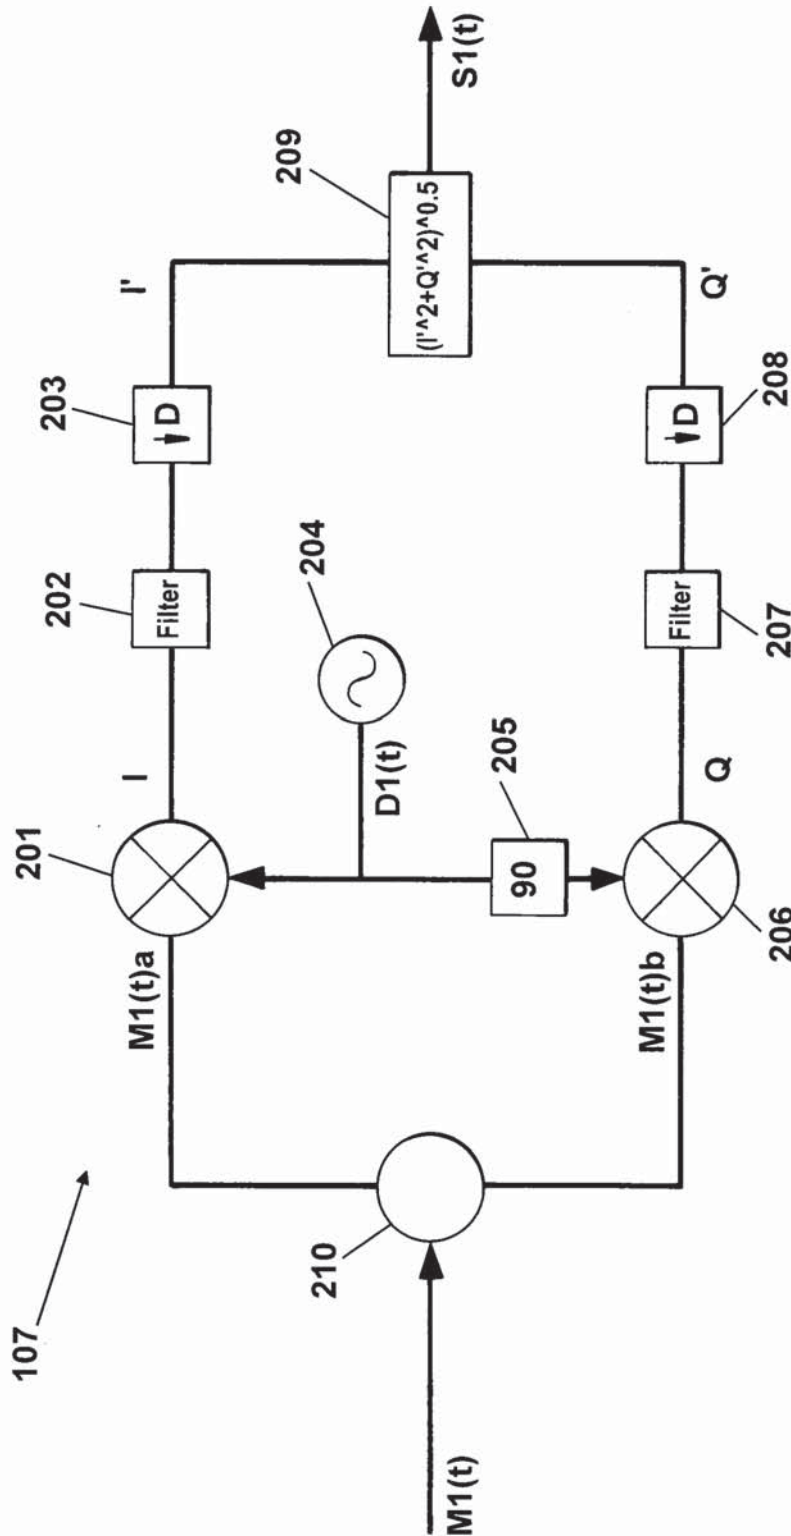 107
M1(t)
210
M1(t)a
201
I
202
Filter
203
D
I'
209
(I'^2+Q'^2)^0.5
S1(t)
204
D1(t)
205
90
M1(t)b
206
Q
Filter
207
D
208
Q'